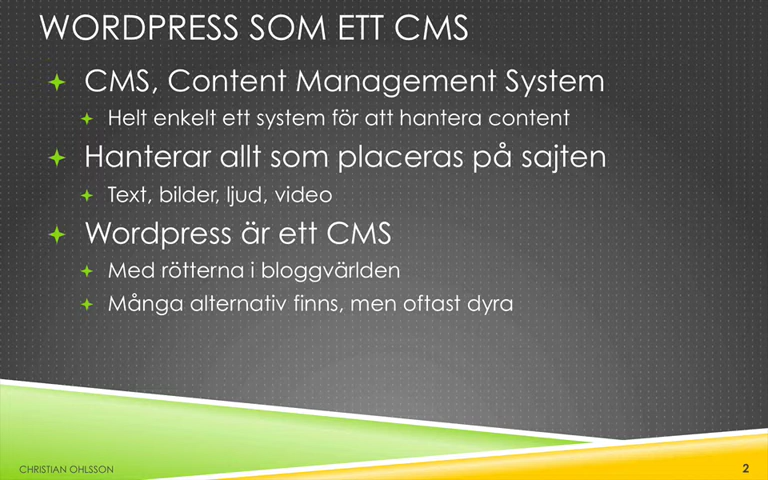 WORDPRESS SOM ETT CMS
CMS, Content Management System
Helt enkelt ett system för att hantera content
Hanterar allt som placeras på sajten
Text, bilder, ljud, video
Wordpress är ett CMS
Med rötterna i bloggvärlden
Många alternativ finns, men oftast dyra
CHRISTIAN OHLSSON
2